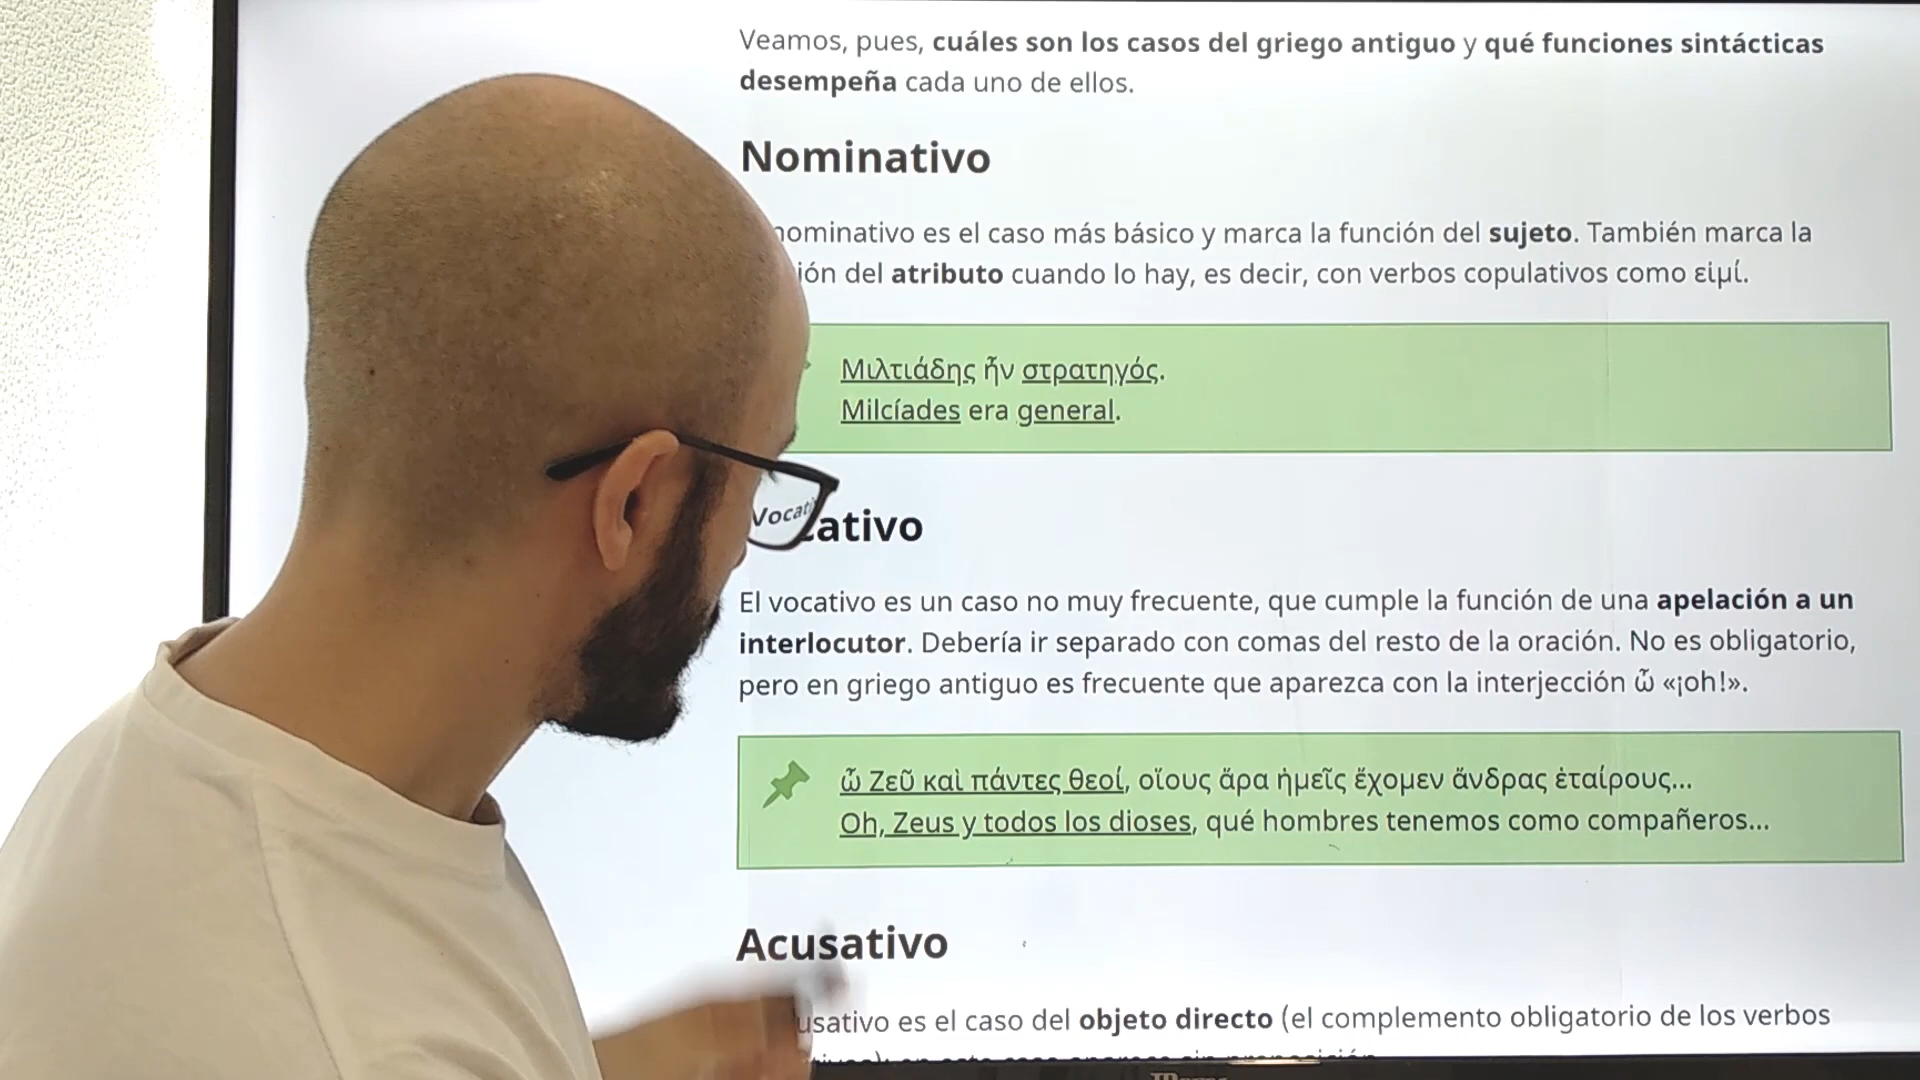 Veamos, pues, cuáles son los casos del griego antiguo y qué funciones sintácticas
desempeña cada uno de ellos.
Nominativo
nominativo es el caso más básico y marca la función del sujeto. También marca la
del atributo cuando lo hay, es decir, con verbos copulativos como εἰμί.
Μιλτιάδης ἦν στρατηγός.
Milcíades era general.
El vocativo es un caso no muy frecuente, que cumple la función de una apelación a un
interlocutor. Debería ir separado con comas del resto de la oración. No es obligatorio,
pero en griego antiguo es frecuente que aparezca con la interjección ὦ «¡oh!».
ὦ Ζεῦ καὶ πάντες θεοί, οἵους ἄρα ἡμεῖς ἔχομεν ἄνδρας ἑταίρους...
Oh, Zeus y todos los dioses, qué hombres tenemos como compañeros...
Acusativo
es el caso del objeto directo (el complemento obligatorio de los verbos